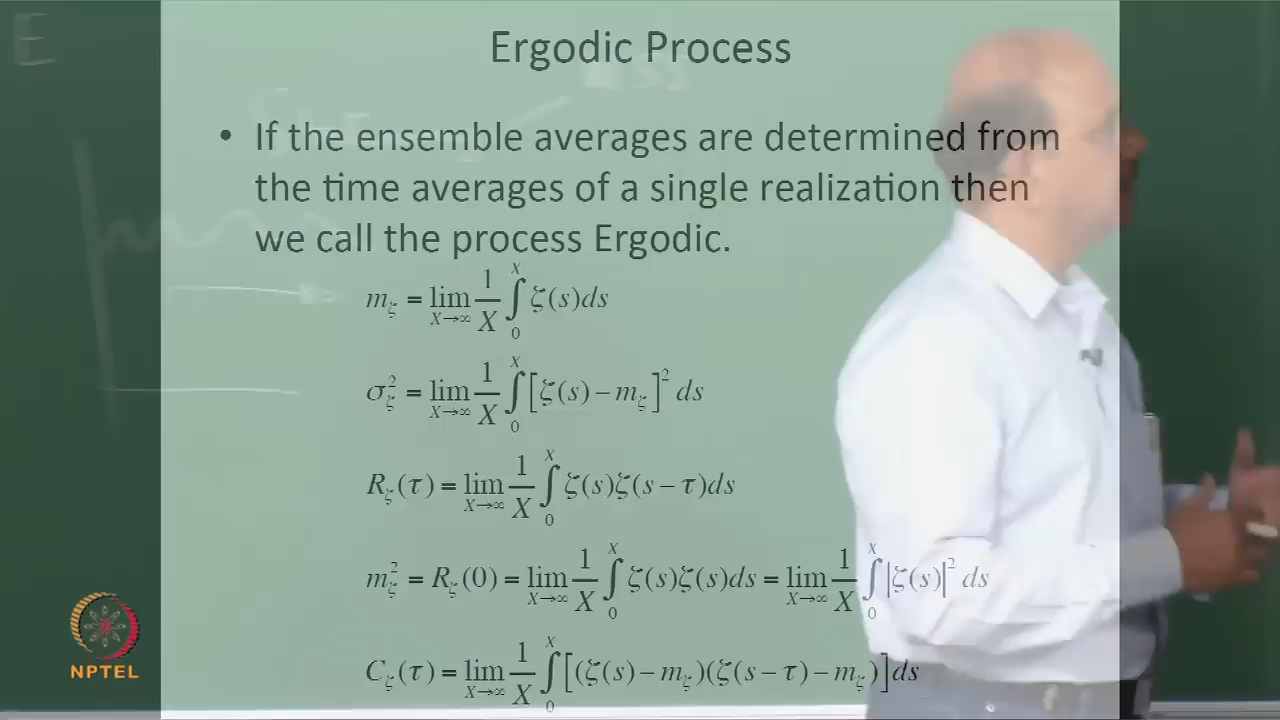 Ergodic Process
• If the ensemble averages are determined from
the time averages of a single realization then
we call the process Ergodic.
m_ζ = lim_{X→∞} 1/X ∫_0^X ζ(s)ds
σ_ζ^2 = lim_{X→∞} 1/X ∫_0^X [ζ(s) − m_ζ]^2 ds
R_ζ(τ) = lim_{X→∞} 1/X ∫_0^X ζ(s)ζ(s − τ)ds
m_ζ^2 = R_ζ(0) = lim_{X→∞} 1/X ∫_0^X ζ(s)ζ(s)ds = lim_{X→∞} 1/X ∫_0^X |ζ(s)|^2 ds
C_ζ(τ) = lim_{X→∞} 1/X ∫_0^X [(ζ(s) − m_ζ)(ζ(s − τ) − m_ζ)]ds
NPTEL
E